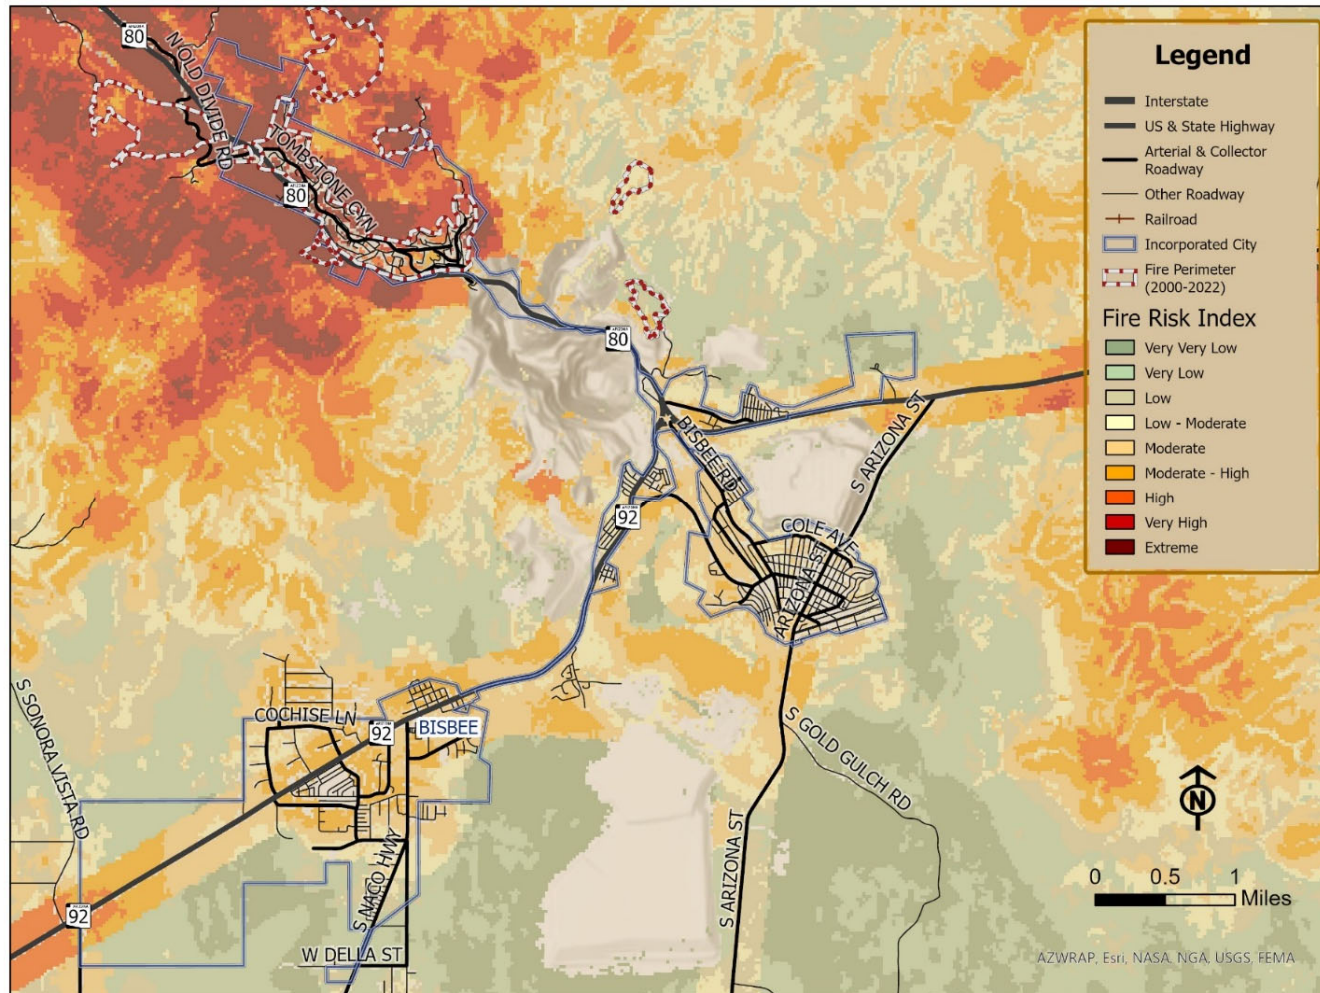 80
N OLD DIVIDE RD
TOMBSTONE CYN
80
80
BISBEE RD
S ARIZONA ST
92
COLE AVE
ARIZONA ST
S SONORA VISTA RD
COCHISE LN
92
BISBEE
S GOLD GULCH RD
S ARIZONA ST
S NACO HWY
92
W DELLA ST
Legend
Interstate
US & State Highway
Arterial & Collector
Roadway
Other Roadway
Railroad
Incorporated City
Fire Perimeter
(2000-2022)
Fire Risk Index
Very Very Low
Very Low
Low
Low - Moderate
Moderate
Moderate - High
High
Very High
Extreme
N
0 0.5 1
Miles
AZWRAP, Esri, NASA, NGA, USGS, FEMA